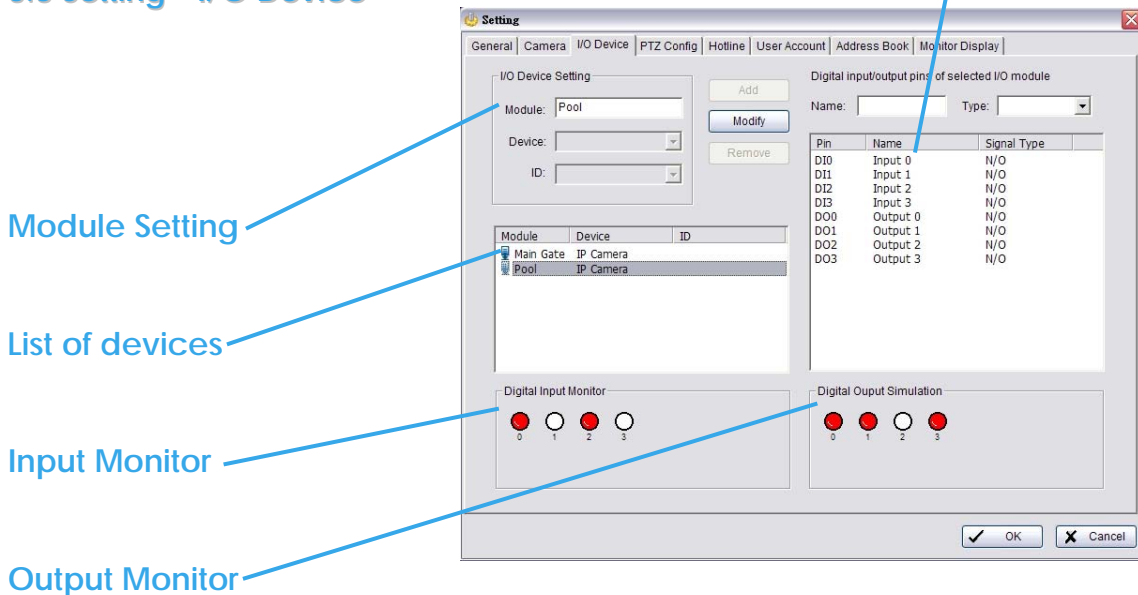 Setting - I/O Device
Setting
General Camera I/O Device PTZ Config Hotline User Account Address Book Monitor Display
I/O Device Setting
Module: Pool
Device:
ID:
Add
Modify
Remove
Digital input/output pins of selected I/O module
Name: Type:
Pin Name Signal Type
DI0 Input 0 N/O
DI1 Input 1 N/O
DI2 Input 2 N/O
DI3 Input 3 N/O
DO0 Output 0 N/O
DO1 Output 1 N/O
DO2 Output 2 N/O
DO3 Output 3 N/O
Module Device ID
Main Gate IP Camera
Pool IP Camera
Digital Input Monitor
0 1 2 3
Digital Ouput Simulation
0 1 2 3
OK Cancel
Module Setting
List of devices
Input Monitor
Output Monitor